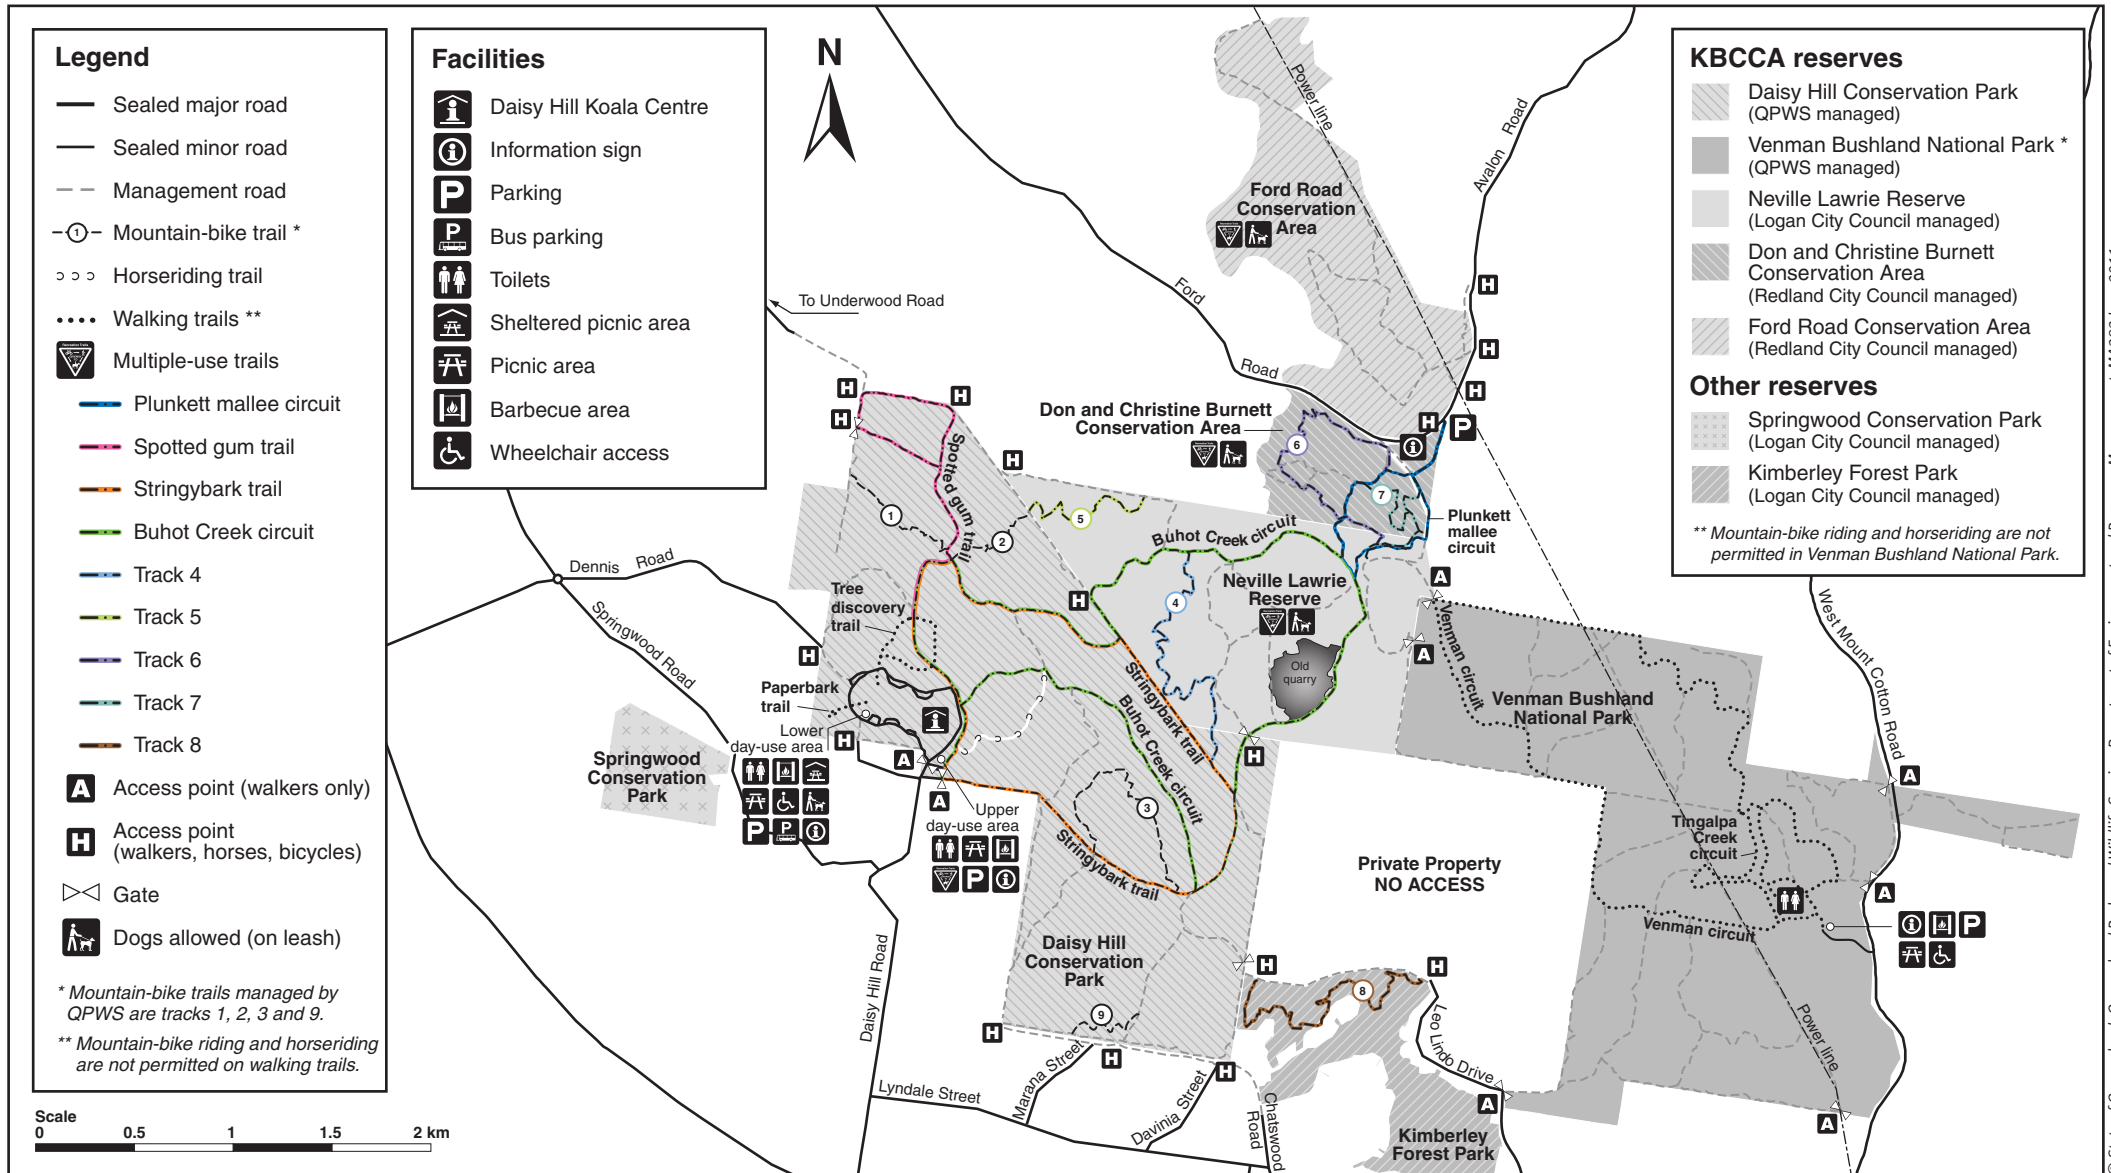 Legend
Sealed major road
Sealed minor road
Management road
1
Mountain-bike trail *
Horseriding trail
Walking trails **
Multiple-use trails
Plunkett mallee circuit
Spotted gum trail
Stringybark trail
Buhot Creek circuit
Track 4
Track 5
Track 6
Track 7
Track 8
A
Access point (walkers only)
H
Access point
(walkers, horses, bicycles)
Gate
Dogs allowed (on leash)
* Mountain-bike trails managed by
QPWS are tracks 1, 2, 3 and 9.
** Mountain-bike riding and horseriding
are not permitted on walking trails.
Scale
0 0.5 1 1.5 2 km
Facilities
Daisy Hill Koala Centre
Information sign
P
Parking
P
Bus parking
Toilets
Sheltered picnic area
Picnic area
Barbecue area
Wheelchair access
N
To Underwood Road
Power line
Avalon Road
Ford Road
Conservation
Area
Ford
Road
H
H
H
H
P
Don and Christine Burnett
Conservation Area
6
7
Plunkett
mallee
circuit
H
H
H
H
Spotted gum trail
1
2
5
Buhot Creek circuit
Neville Lawrie
Reserve
4
H
Old
quarry
A
A
Venman circuit
Venman Bushland
National Park
West Mount Cotton Road
Dennis Road
Springwood Road
Tree
discovery
trail
H
Paperbark
trail
Lower
day-use area
H
A
P
P
Springwood
Conservation
Park
A
Upper
day-use area
P
Stringybark trail
Buhot Creek circuit
H
3
Stringybark trail
Private Property
NO ACCESS
Tingalpa
Creek
circuit
A
A
P
Venman circuit
Power line
A
Daisy Hill
Conservation
Park
9
H
H
H
H
H
8
Leo Lindo Drive
A
Kimberley
Forest Park
Daisy Hill Road
Lyndale Street
Marana Street
Davinia Street
Chatswood
Road
KBCCA reserves
Daisy Hill Conservation Park
(QPWS managed)
Venman Bushland National Park *
(QPWS managed)
Neville Lawrie Reserve
(Logan City Council managed)
Don and Christine Burnett
Conservation Area
(Redland City Council managed)
Ford Road Conservation Area
(Redland City Council managed)
Other reserves
Springwood Conservation Park
(Logan City Council managed)
Kimberley Forest Park
(Logan City Council managed)
** Mountain-bike riding and horseriding are not
permitted in Venman Bushland National Park.